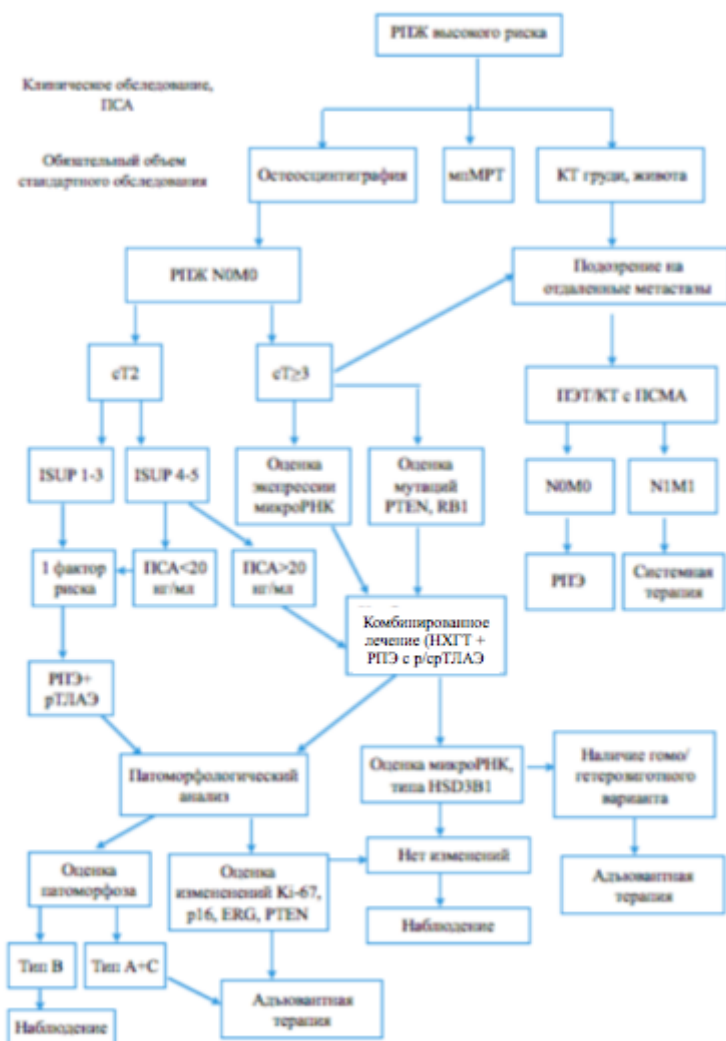 РПЖ высокого риска
Клиническое обследование,
ПСА
Обязательный объем
стандартного обследования
Остеосцинтиграфия
мпМРТ
КТ груди, живота
РПЖ N0M0
Подозрение на
отдаленные метастазы
сТ2
сТ≥3
ПЭТ/КТ с ПСМА
ISUP 1-3
ISUP 4-5
Оценка
экспрессии
микроРНК
Оценка
мутаций
PTEN, RB1
N0M0
N1M1
1 фактор
риска
ПСА<20
нг/мл
ПСА>20
нг/мл
РПЭ
Системная
терапия
Комбинированное
лечение (НХГТ +
РПЭ с р/срТЛАЭ
РПЭ+
рТЛАЭ
Патоморфологический
анализ
Оценка микроРНК,
типа HSD3B1
Наличие гомо/
гетерозиготного
варианта
Оценка
патоморфоза
Оценка
измененений Ki-67,
p16, ERG, PTEN
Нет изменений
Адъювантная
терапия
Наблюдение
Тип В
Тип А+С
Адъювантная
терапия
Наблюдение